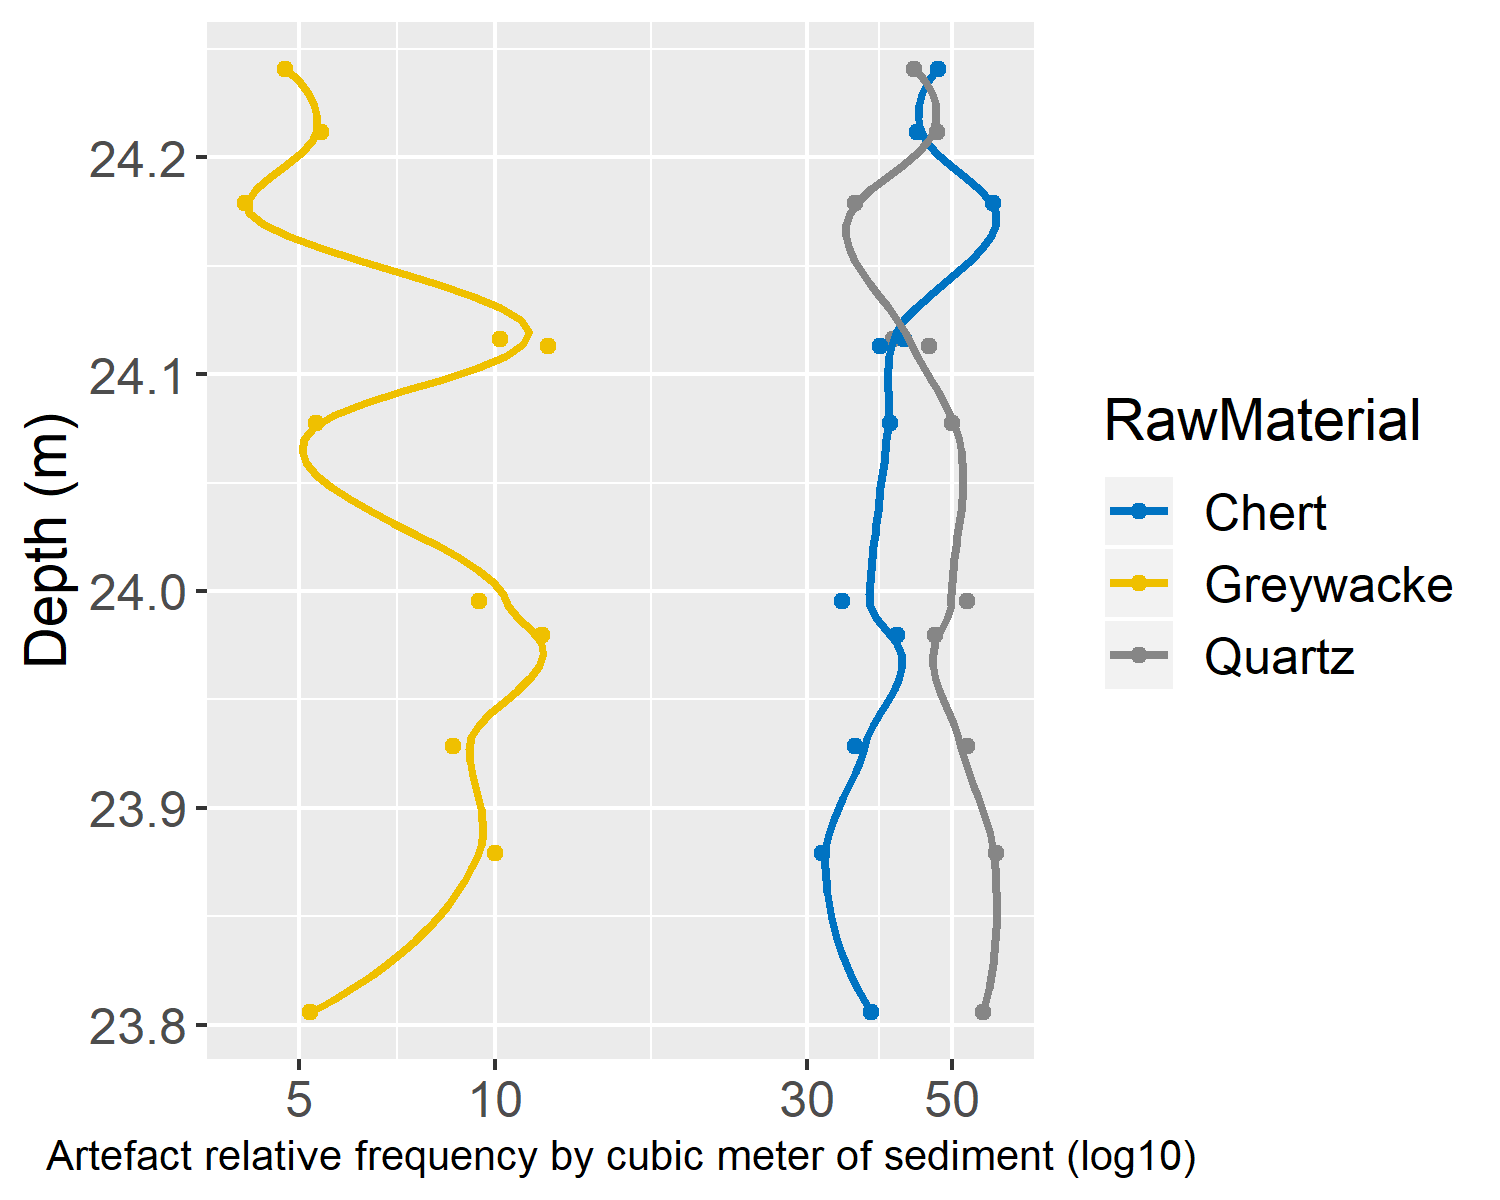 24.2
24.1
24.0
23.9
23.8
Depth (m)
5 10 30 50
Artefact relative frequency by cubic meter of sediment (log10)
RawMaterial
Chert
Greywacke
Quartz